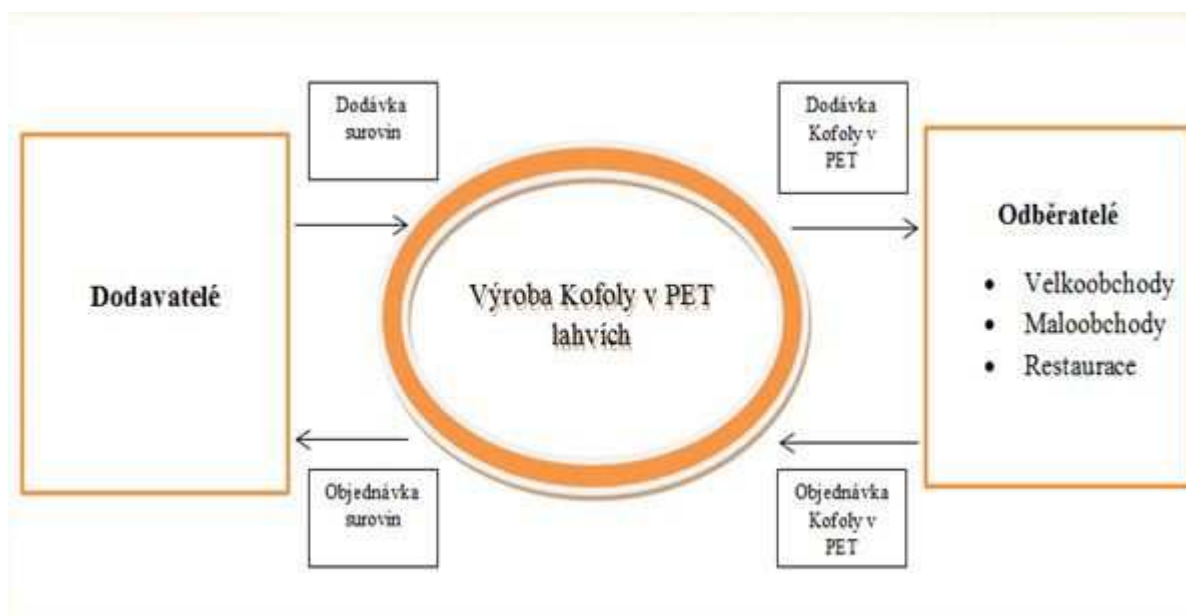 Dodávka
surovin
Dodávka
Kofoly v
PET
Dodavatelé
Výroba Kofoly v PET
lahvích
Odběratelé
• Velkoobchody
• Maloobchody
• Restaurace
Objednávka
surovin
Objednávka
Kofoly v
PET